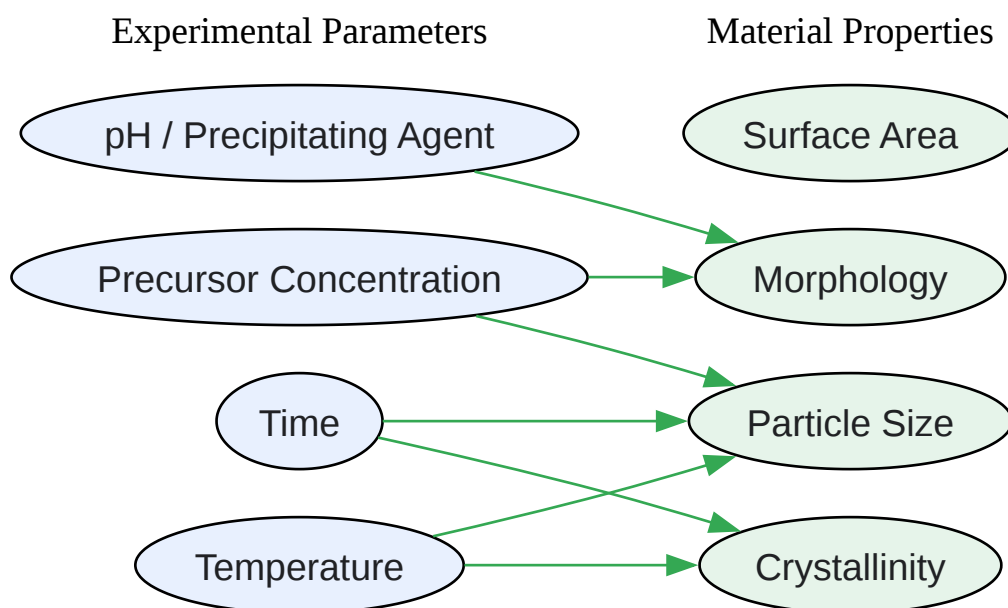 Experimental Parameters
Material Properties
pH / Precipitating Agent
Surface Area
Precursor Concentration
Morphology
Time
Particle Size
Temperature
Crystallinity